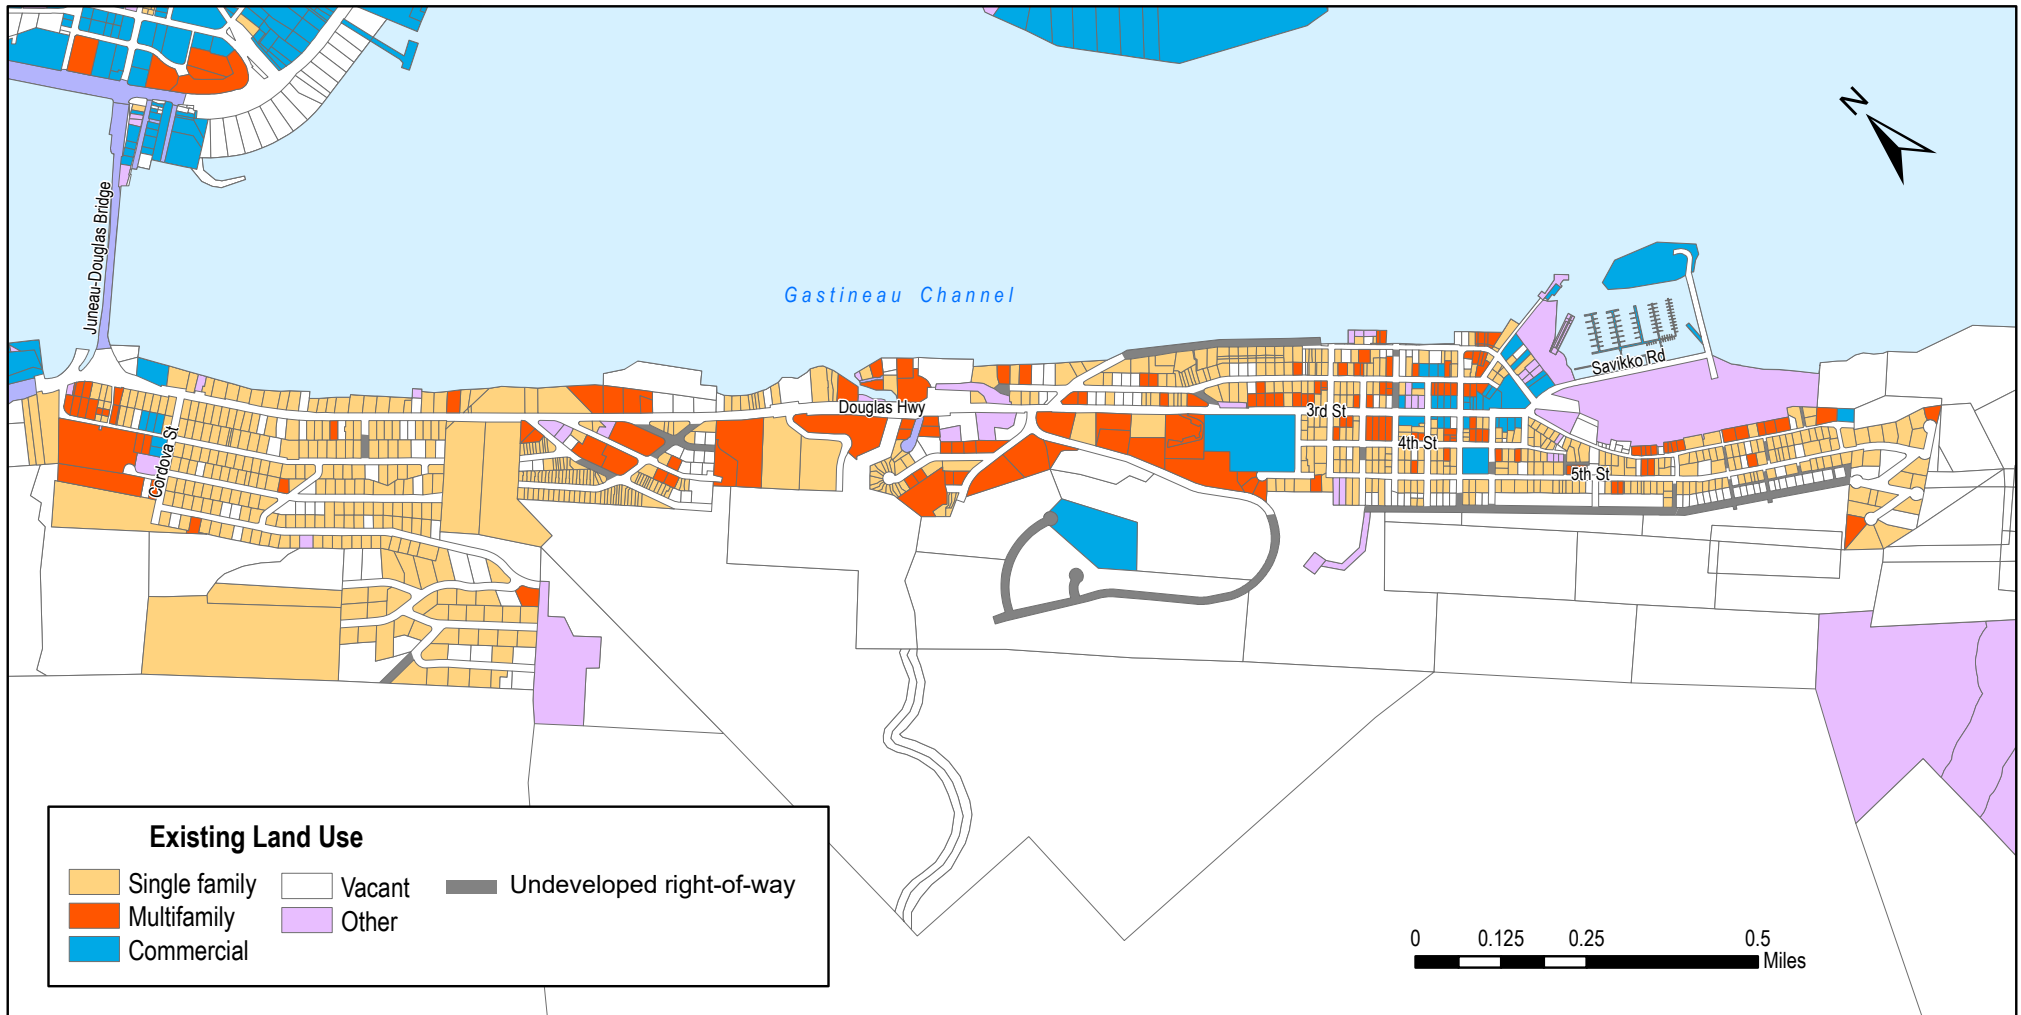 N
Juneau-Douglas Bridge
Gastineau Channel
Savikko Rd
Douglas Hwy
3rd St
4th St
Cordova St
5th St
Existing Land Use
Single family
Multifamily
Commercial
Vacant
Other
Undeveloped right-of-way
0 0.125 0.25 0.5
Miles